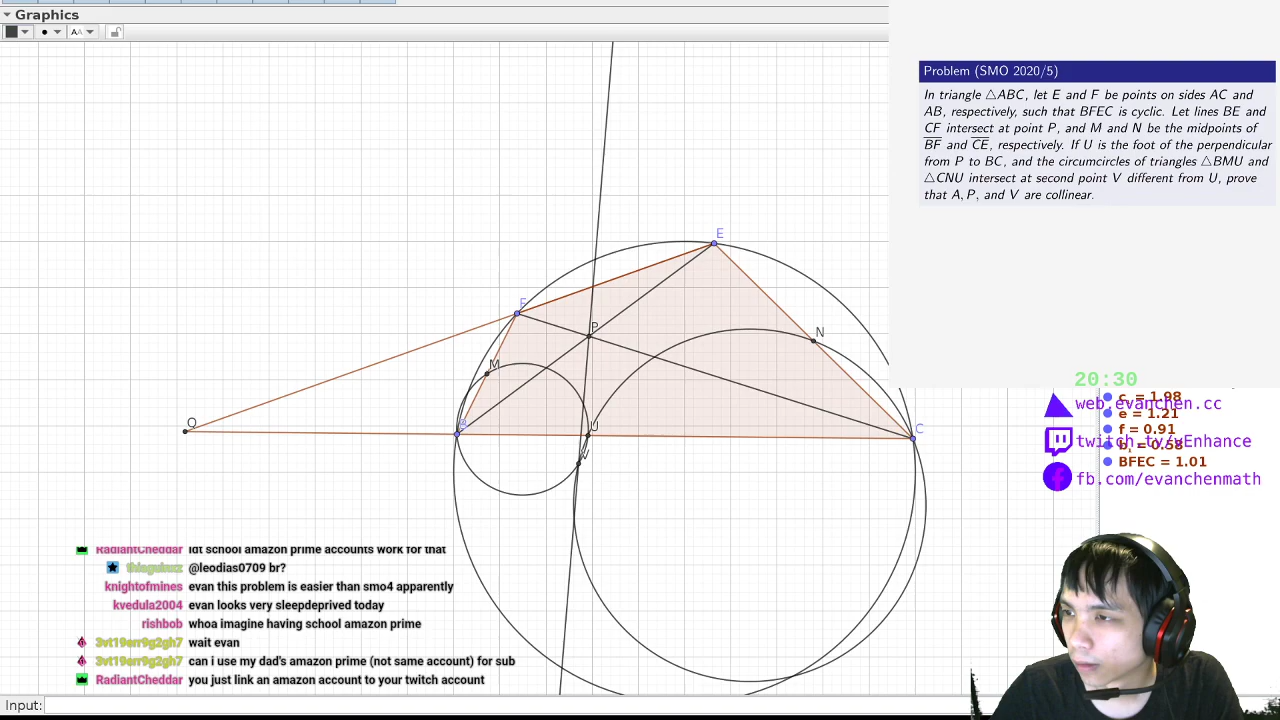 Graphics
AA
Problem (SMO 2020/5)
In triangle △ABC, let E and F be points on sides AC and
AB, respectively, such that BFEC is cyclic. Let lines BE and
CF intersect at point P, and M and N be the midpoints of
BF and CE, respectively. If U is the foot of the perpendicular
from P to BC, and the circumcircles of triangles △BMU and
△CNU intersect at second point V different from U, prove
that A, P, and V are collinear.
E
F
P
N
M
Q
U
C
V
20:30
c = 1.98
web.evanchen.cc
e = 1.21
f = 0.91
twitch.tv/vEnhance
BFEC = 1.01
fb.com/evanchenmath
RadiantCheddar idt school amazon prime accounts work for that
@leodias0709 br?
knightofmines evan this problem is easier than smo4 apparently
kvedula2004 evan looks very sleepdeprived today
rishbob whoa imagine having school amazon prime
3vt19err9g2gh7 wait evan
3vt19err9g2gh7 can i use my dad's amazon prime (not same account) for sub
RadiantCheddar you just link an amazon account to your twitch account
Input: